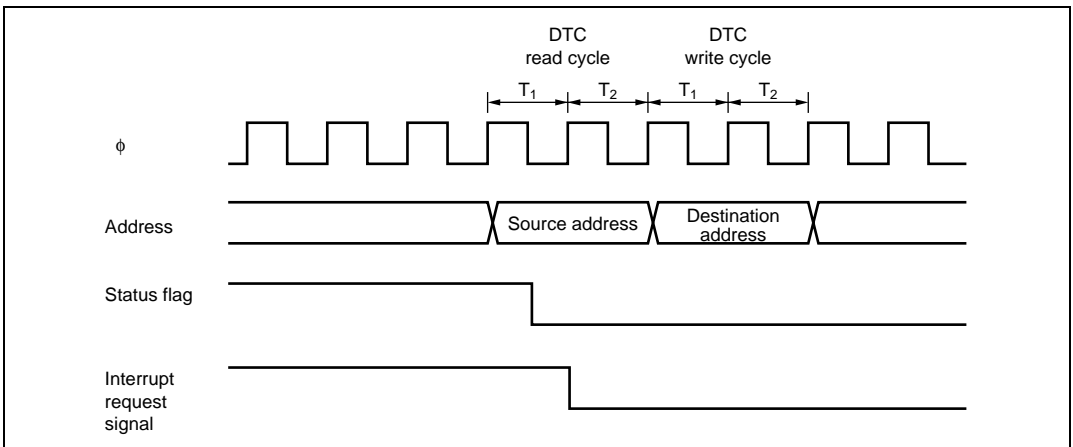 DTC
read cycle
DTC
write cycle
T₁
T₂
T₁
T₂
ϕ
Address
Source address
Destination
address
Status flag
Interrupt
request
signal